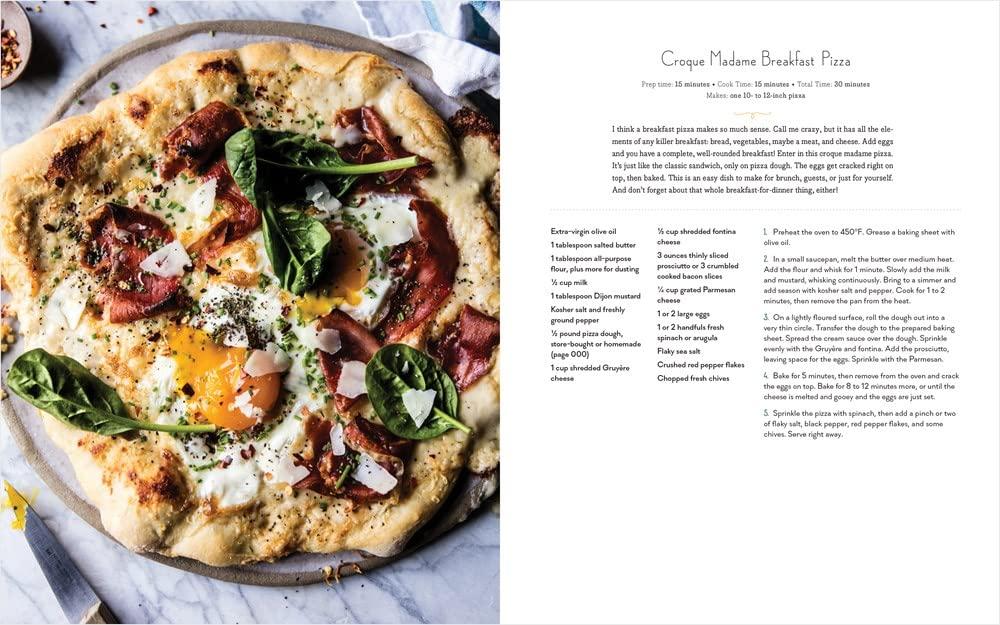 Croque Madame Breakfast Pizza
Prep time: 15 minutes • Cook Time: 15 minutes • Total Time: 30 minutes
Makes: one 10- to 12-inch pizza
I think a breakfast pizza makes so much sense. Call me crazy, but it has all the ele-
ments of any killer breakfast: bread, vegetables, maybe a meat, and cheese. Add eggs
and you have a complete, well-rounded breakfast! Enter in this croque madame pizza.
It's just like the classic sandwich, only on pizza dough. The eggs get cracked right on
top, then baked. This is an easy dish to make for brunch, guests, or just for yourself.
And don't forget about that whole breakfast-for-dinner thing, either!
Extra-virgin olive oil
1 tablespoon salted butter
1 tablespoon all-purpose
flour, plus more for dusting
½ cup milk
1 tablespoon Dijon mustard
Kosher salt and freshly
ground pepper
½ pound pizza dough,
store-bought or homemade
(page 000)
1 cup shredded Gruyère
cheese
½ cup shredded fontina
cheese
3 ounces thinly sliced
prosciutto or 3 crumbled
cooked bacon slices
¼ cup grated Parmesan
cheese
1 or 2 large eggs
1 or 2 handfuls fresh
spinach or arugula
Flaky sea salt
Crushed red pepper flakes
Chopped fresh chives
1. Preheat the oven to 450°F. Grease a baking sheet with
olive oil.
2. In a small saucepan, melt the butter over medium heat.
Add the flour and whisk for 1 minute. Slowly add the milk
and mustard, whisking continuously. Bring to a simmer and
add season with kosher salt and pepper. Cook for 1 to 2
minutes, then remove the pan from the heat.
3. On a lightly floured surface, roll the dough out into a
very thin circle. Transfer the dough to the prepared baking
sheet. Spread the cream sauce over the dough. Sprinkle
evenly with the Gruyère and fontina. Add the prosciutto,
leaving space for the eggs. Sprinkle with the Parmesan.
4. Bake for 5 minutes, then remove from the oven and crack
the eggs on top. Bake for 8 to 12 minutes more, or until the
cheese is melted and gooey and the eggs are just set.
5. Sprinkle the pizza with spinach, then add a pinch or two
of flaky salt, black pepper, red pepper flakes, and some
chives. Serve right away.